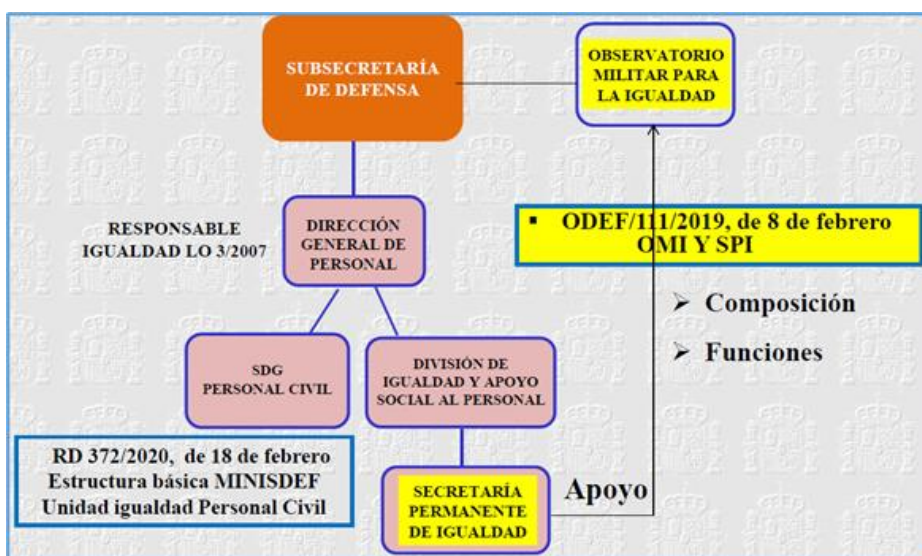 SUBSECRETARÍA
DE DEFENSA
OBSERVATORIO
MILITAR PARA
LA IGUALDAD
RESPONSABLE
IGUALDAD LO 3/2007
DIRECCIÓN
GENERAL DE
PERSONAL
▪ ODEF/111/2019, de 8 de febrero
OMI Y SPI
➢ Composición
➢ Funciones
SDG
PERSONAL CIVIL
DIVISIÓN DE
IGUALDAD Y APOYO
SOCIAL AL PERSONAL
RD 372/2020, de 18 de febrero
Estructura básica MINISDEF
Unidad igualdad Personal Civil
SECRETARÍA
PERMANENTE
DE IGUALDAD
Apoyo